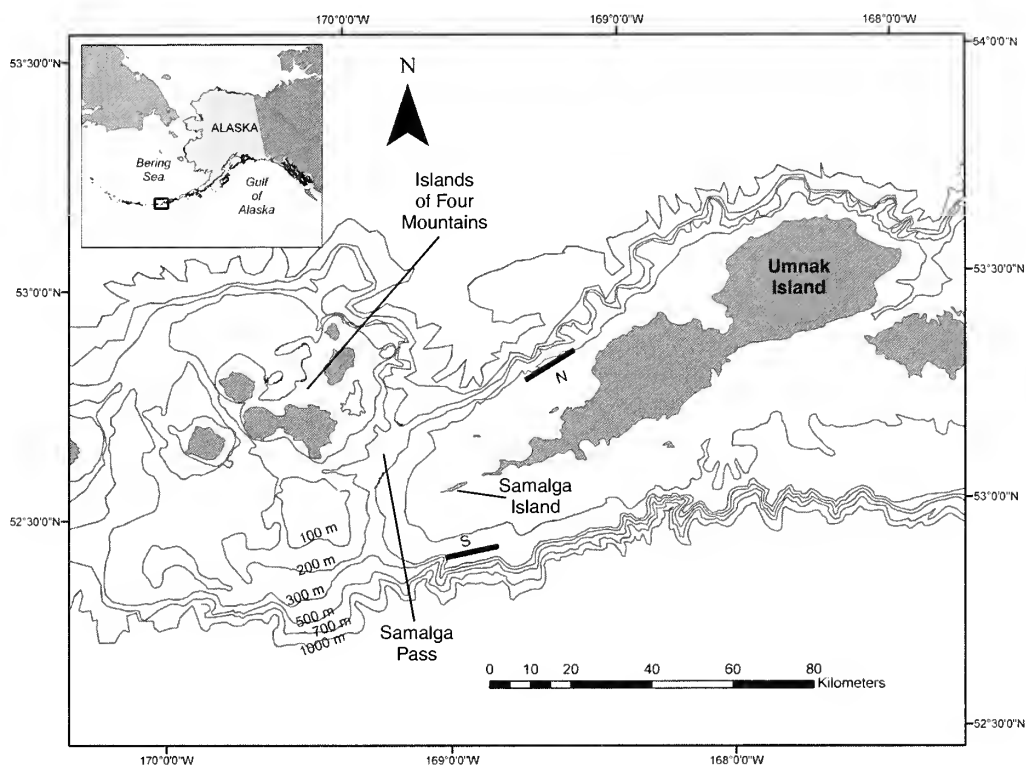 170°0'0"W
169°0'0"W
168°0'0"W
53°30'0"N
54°0'0"N
N
ALASKA
Bering
Sea
Gulf
of
Alaska
Islands
of Four
Mountains
Umnak
Island
53°0'0"N
53°30'0"N
N
Samalga
Island
53°0'0"N
52°30'0"N
S
100 m
200 m
300 m
500 m
700 m
1000 m
Samalga
Pass
0 10 20 40 60 80
Kilometers
52°30'0"N
170°0'0"W
169°0'0"W
168°0'0"W